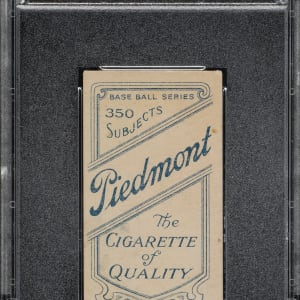 BASE BALL SERIES
350
SUBJECTS
Piedmont
The
CIGARETTE
of
QUALITY